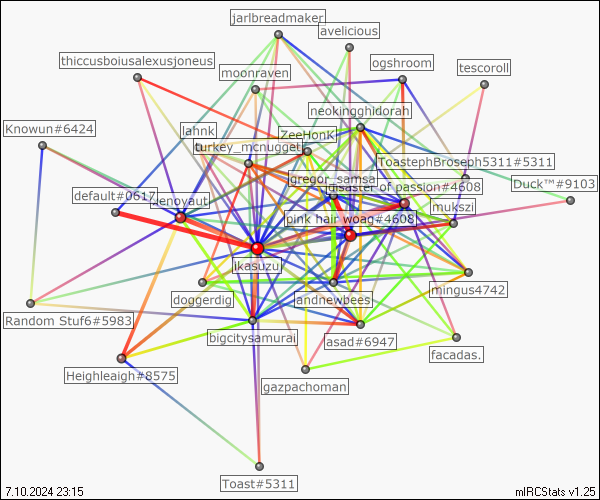 jarlbreadmaker
avelicious
thiccusboiusalexusjoneus
ogshroom
moonraven
tescoroll
neokingghidorah
Knowun#6424
lahnk
ZeeHonK
turkey_mcnugget
ToastephBroseph5311#5311
gregor_samsa
disaster of passion#4608
Duck™#9103
default#0617
xenovaut
mukszi
pink hair woag#4608
ikasuzu
mingus4742
doggerdig
andnewbees
Random Stuf6#5983
bigcitysamurai
asad#6947
facadas.
Heighleaigh#8575
gazpachoman
Toast#5311
7.10.2024 23:15
mIRCStats v1.25